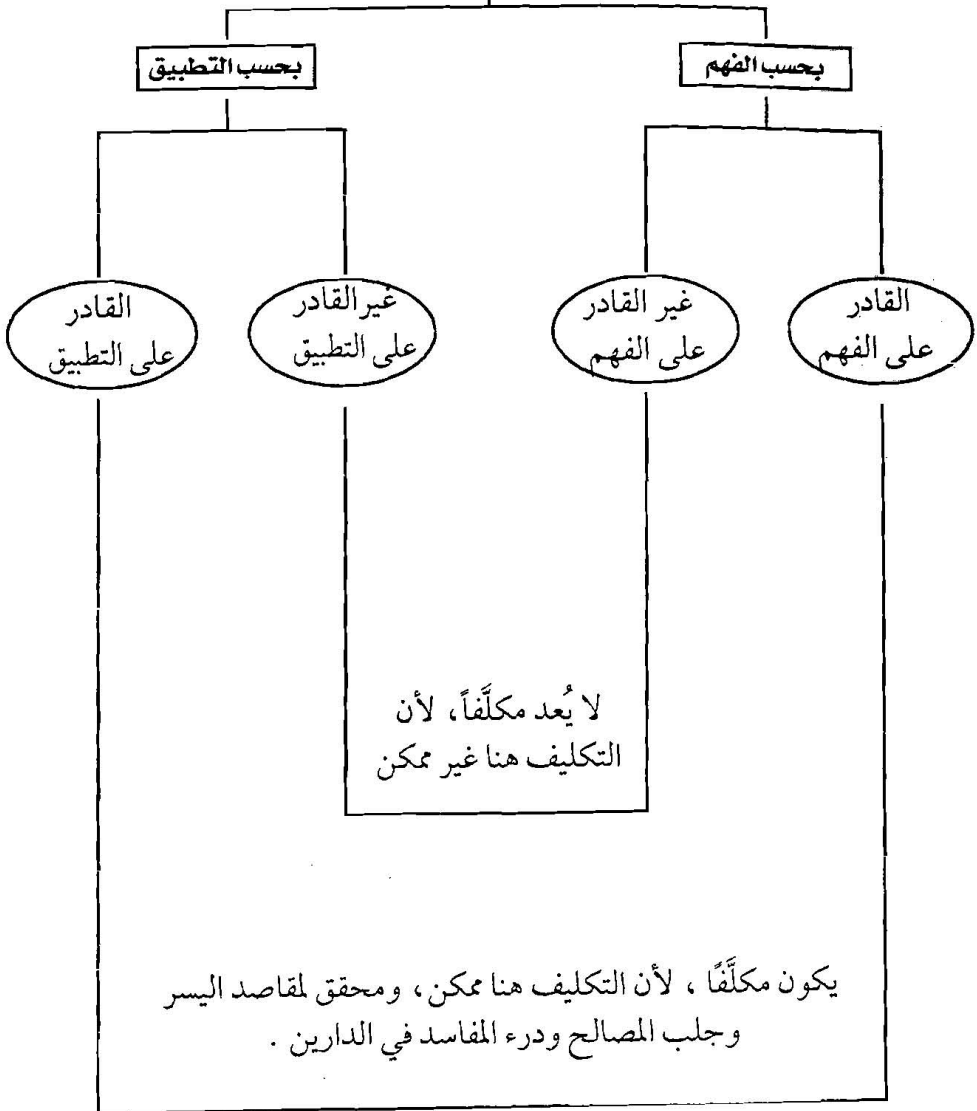 بحسب الفهم
بحسب التطبيق
القادر
على الفهم
غير القادر
على الفهم
غير القادر
على التطبيق
القادر
على التطبيق
لا يُعد مكلَّفاً، لأن
التكليف هنا غير ممكن
يكون مكلَّفًا ، لأن التكليف هنا ممكن، ومحقق لمقاصد اليسر
وجلب المصالح ودرء المفاسد في الدارين .